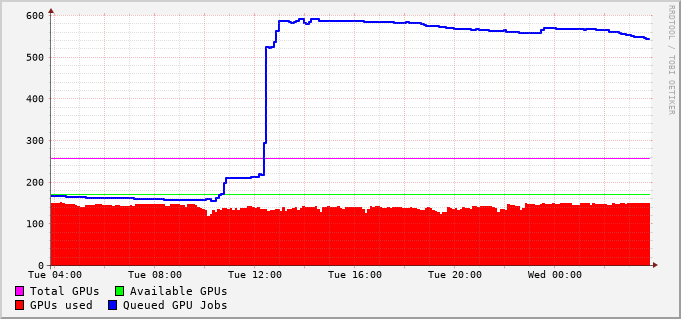 RRDTOOL / TOBI OETIKER
600
500
400
300
200
100
0
Tue 04:00 Tue 08:00 Tue 12:00 Tue 16:00 Tue 20:00 Wed 00:00
Total GPUs Available GPUs
GPUs used Queued GPU Jobs